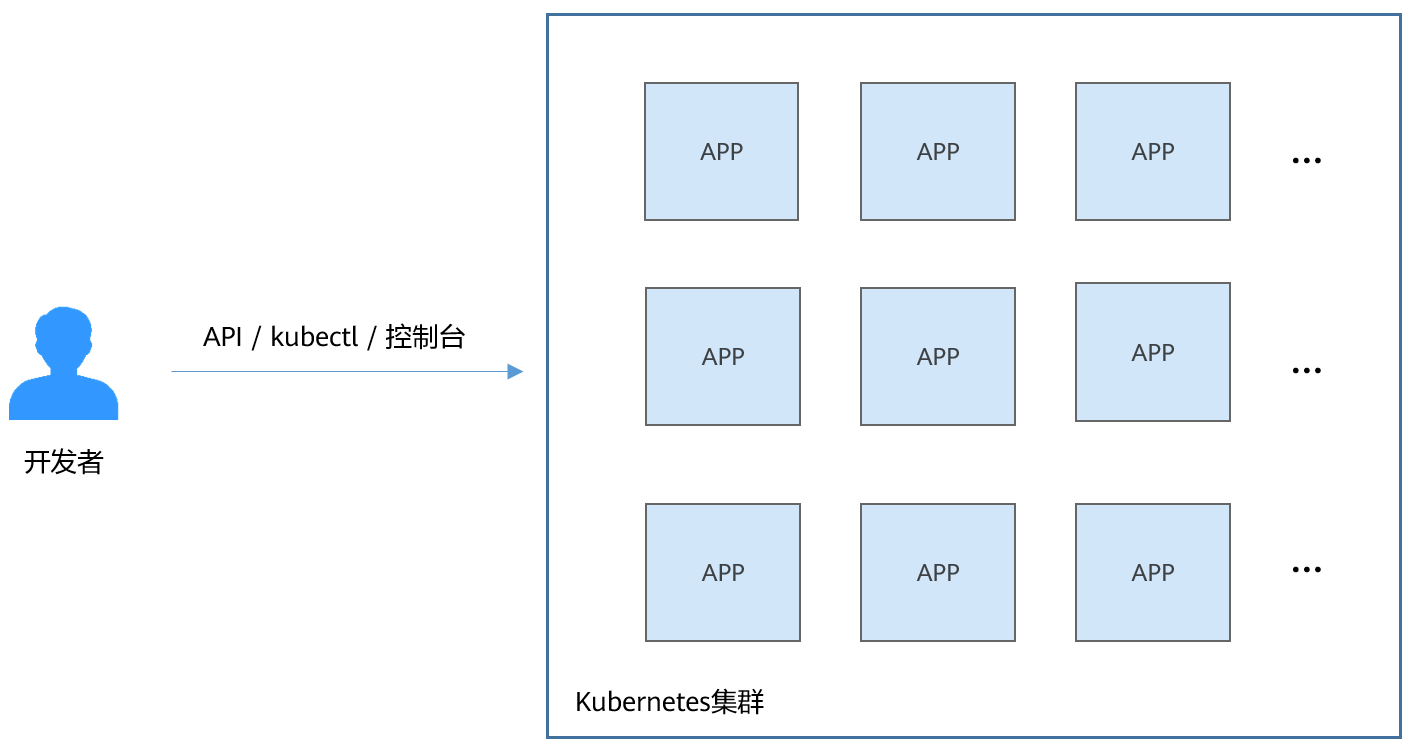 APP APP APP ...
API / kubectl / 控制台
APP APP APP ...
开发者
APP APP APP ...
Kubernetes集群